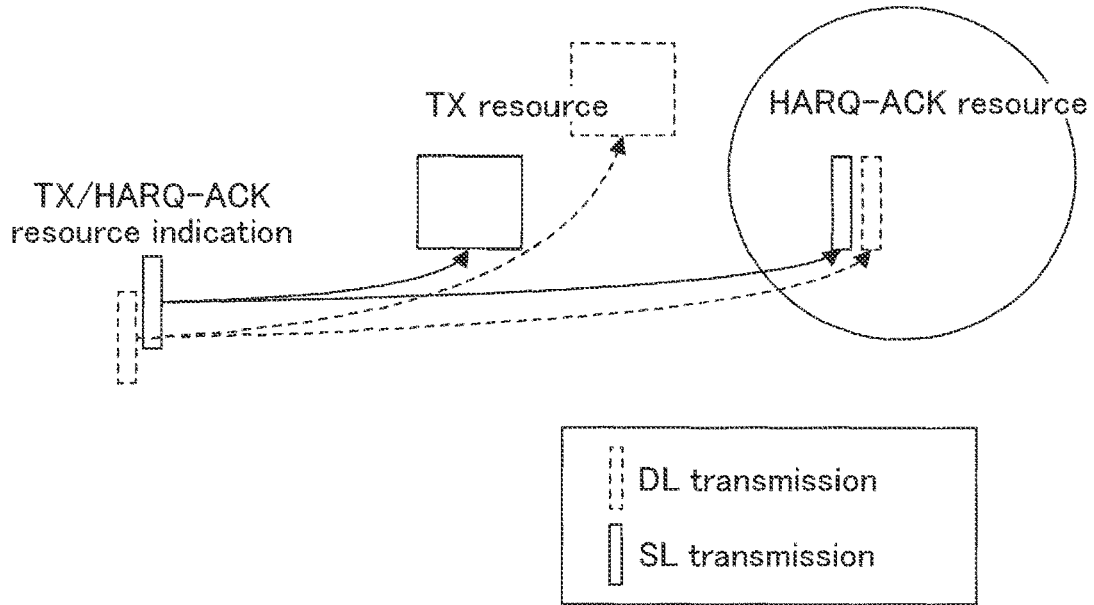 TX resource
HARQ-ACK resource
TX/HARQ-ACK
resource indication
DL transmission
SL transmission